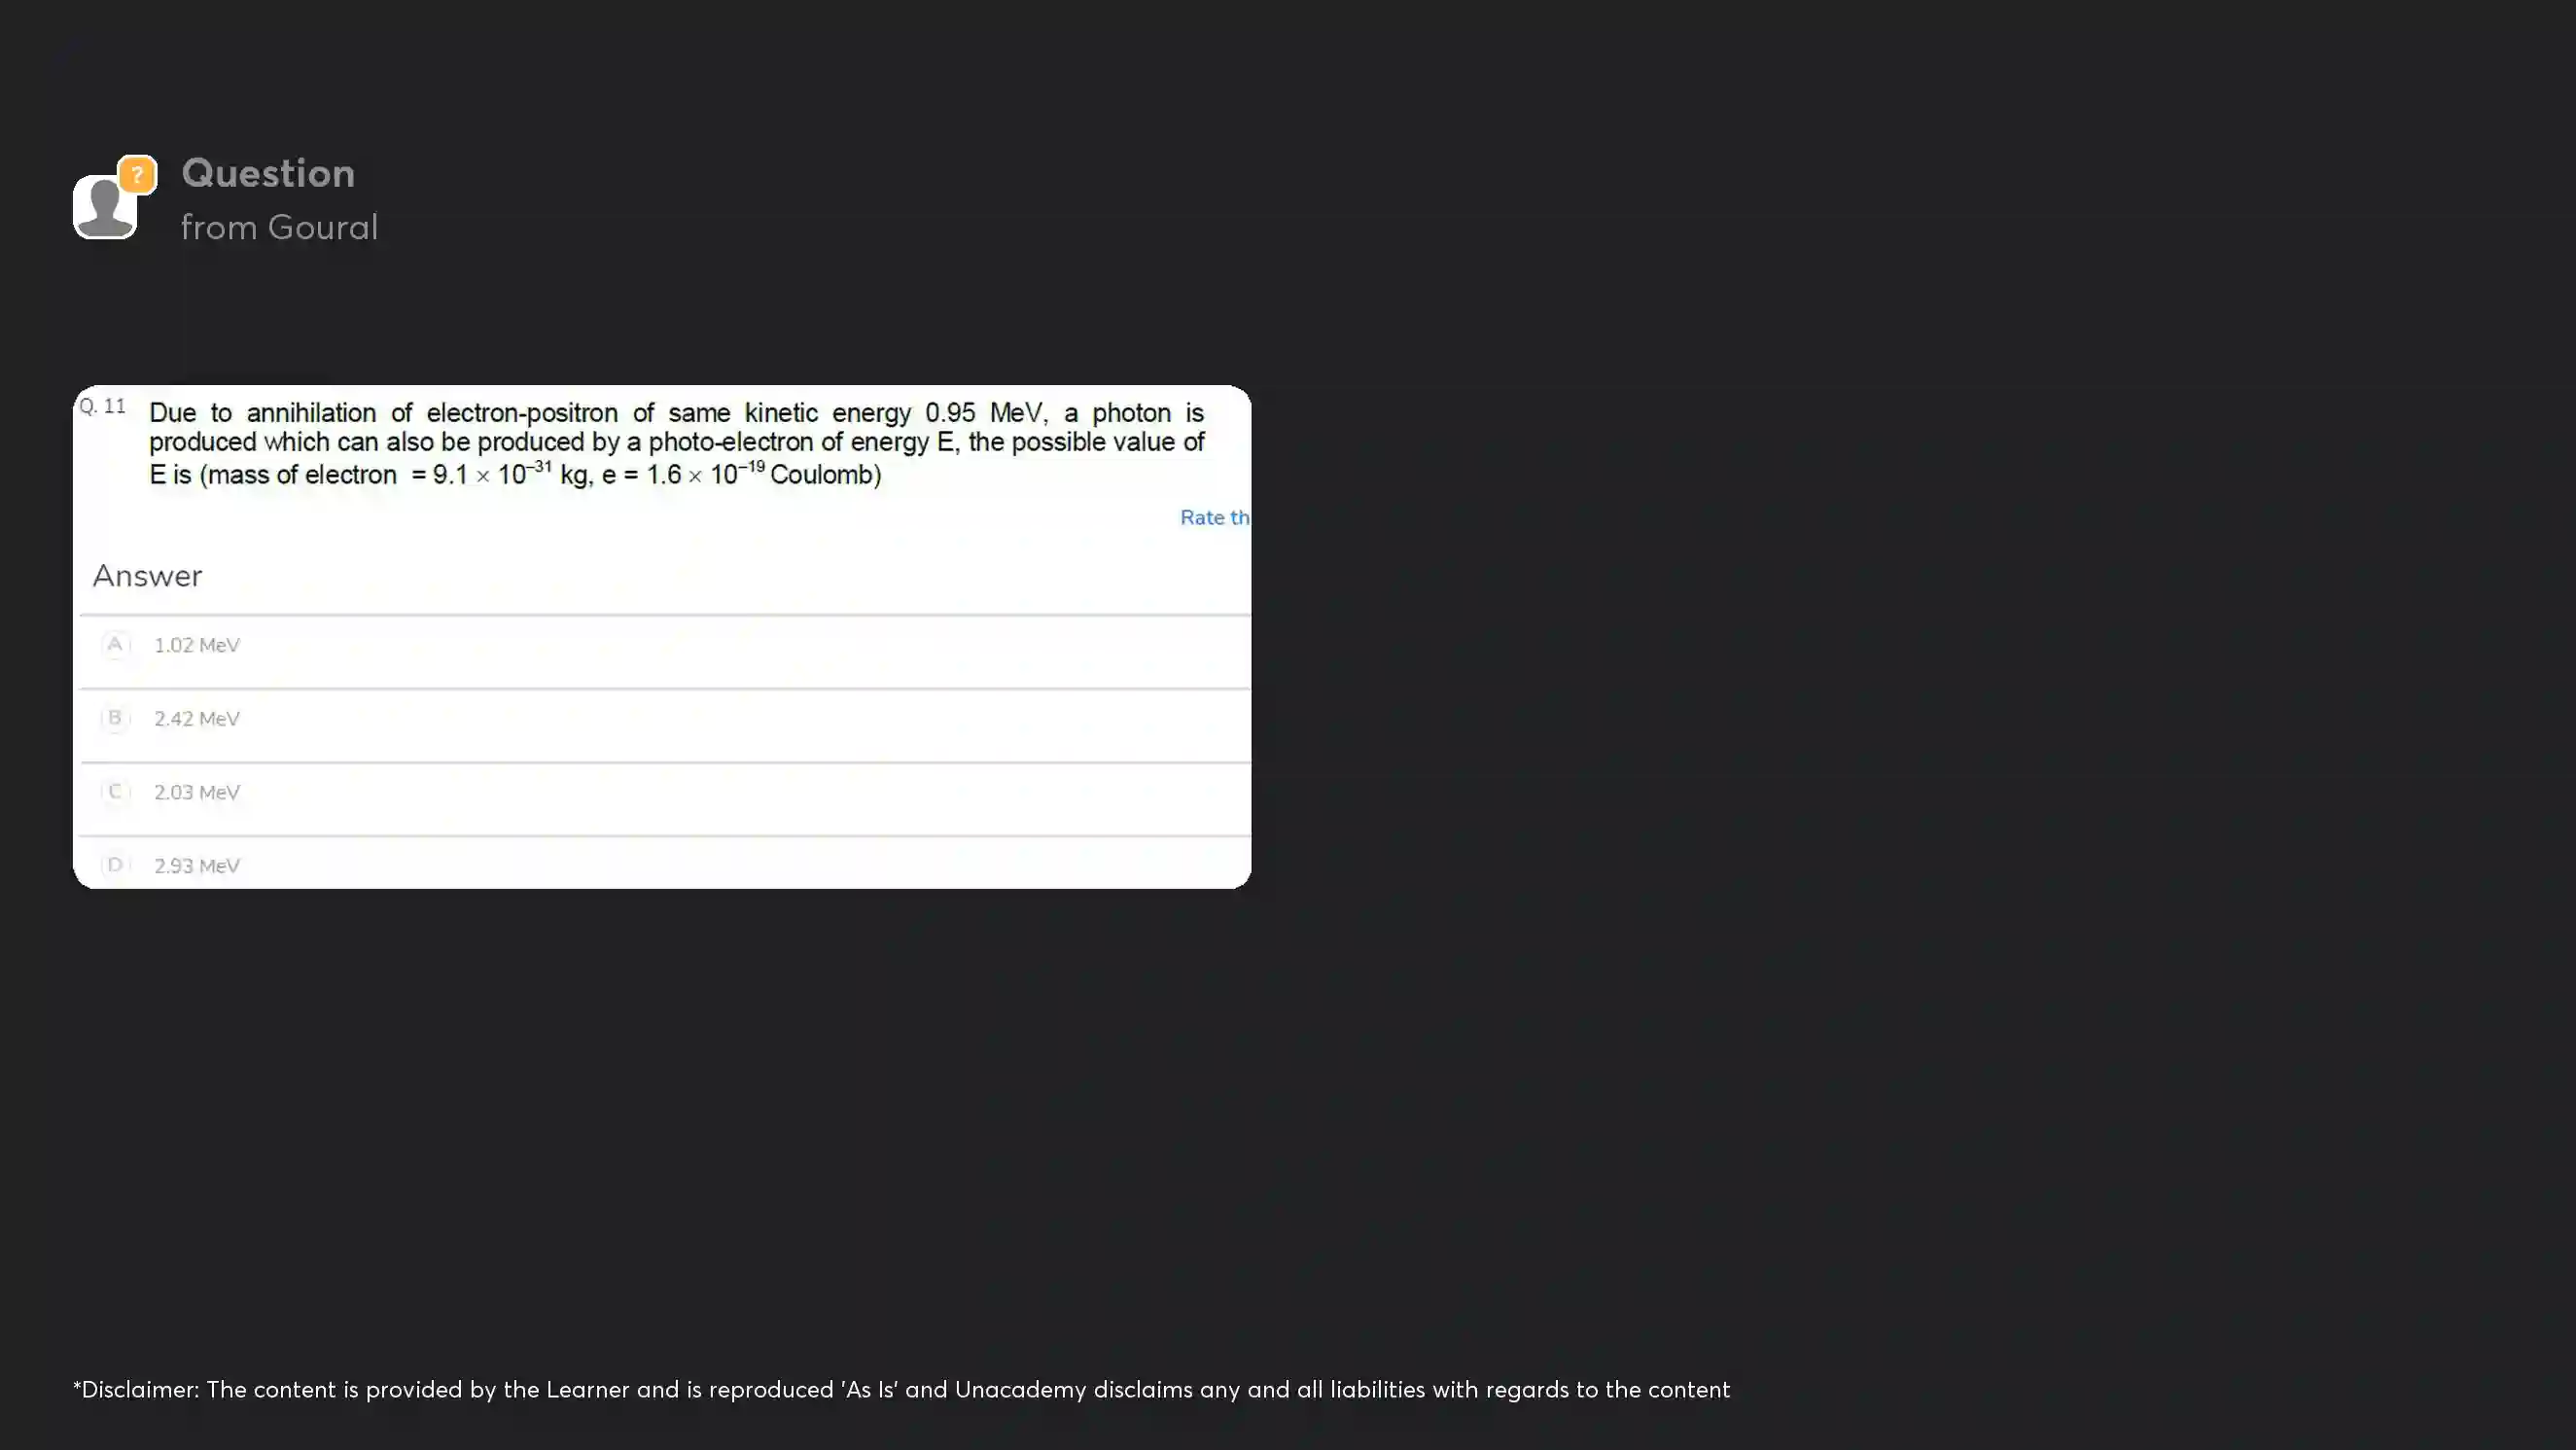 ?
Question
from Goural
Q. 11 Due to annihilation of electron-positron of same kinetic energy 0.95 MeV, a photon is
produced which can also be produced by a photo-electron of energy E, the possible value of
E is (mass of electron = 9.1 × 10⁻³¹ kg, e = 1.6 × 10⁻¹⁹ Coulomb)
Rate th
Answer
A 1.02 MeV
B 2.42 MeV
C 2.03 MeV
D 2.93 MeV
*Disclaimer: The content is provided by the Learner and is reproduced 'As Is' and Unacademy disclaims any and all liabilities with regards to the content